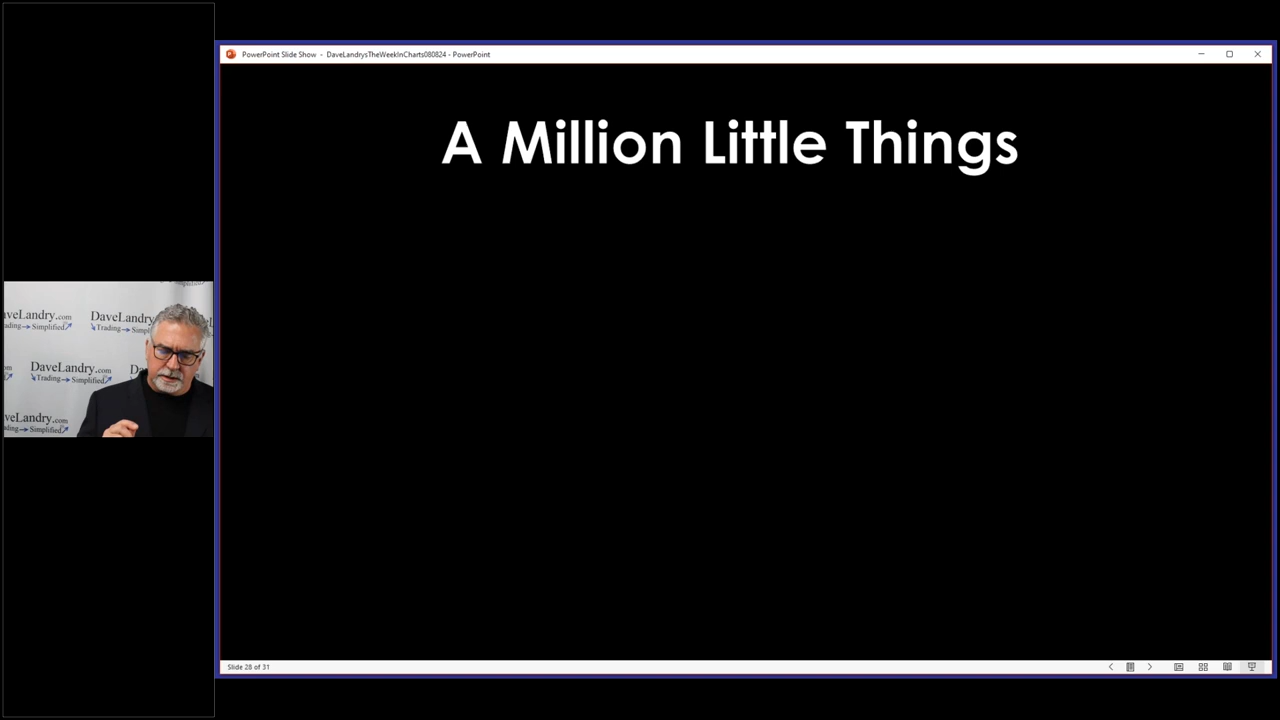 PowerPoint Slide Show - DaveLandrysTheWeekInCharts080824 - PowerPoint
A Million Little Things
DaveLandry.com
Trading Simplified
DaveLandry.com
Trading Simplified
Slide 28 of 31